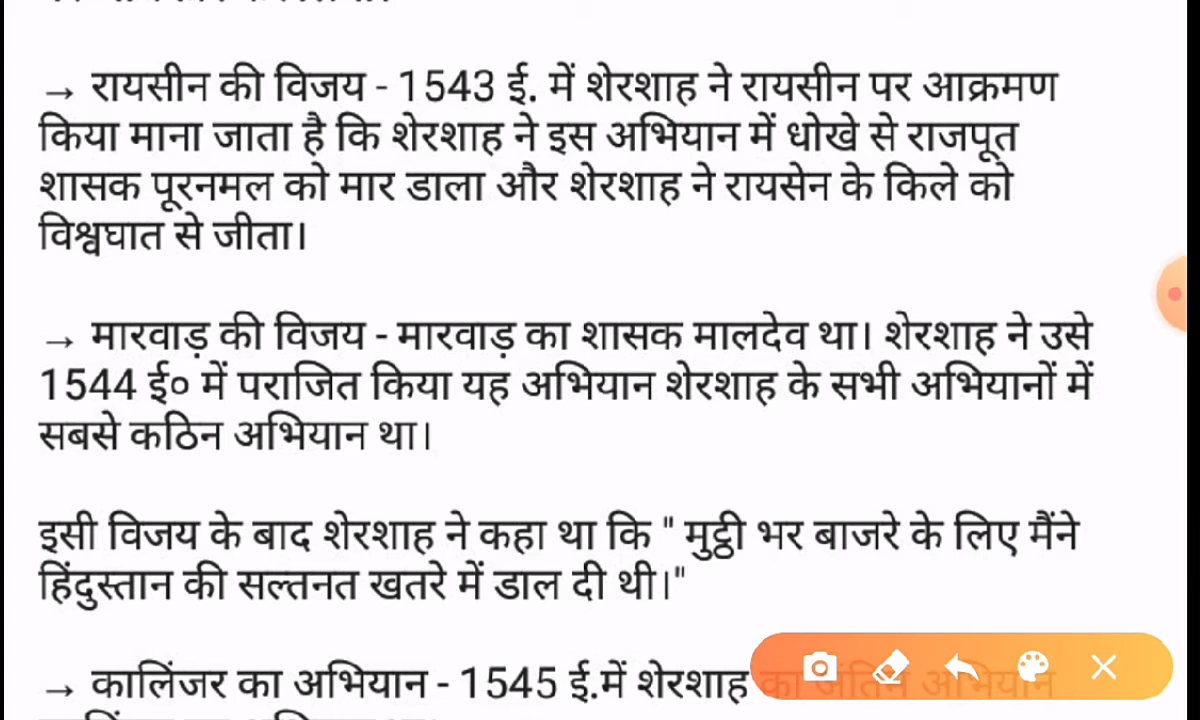 → रायसीन की विजय - 1543 ई. में शेरशाह ने रायसीन पर आक्रमण
किया माना जाता है कि शेरशाह ने इस अभियान में धोखे से राजपूत
शासक पूरनमल को मार डाला और शेरशाह ने रायसेन के किले को
विश्वघात से जीता।
→ मारवाड़ की विजय - मारवाड़ का शासक मालदेव था। शेरशाह ने उसे
1544 ई० में पराजित किया यह अभियान शेरशाह के सभी अभियानों में
सबसे कठिन अभियान था।
इसी विजय के बाद शेरशाह ने कहा था कि " मुट्ठी भर बाजरे के लिए मैंने
हिंदुस्तान की सल्तनत खतरे में डाल दी थी।"
→ कालिंजर का अभियान - 1545 ई.में शेरशाह का अंतिम अभियान